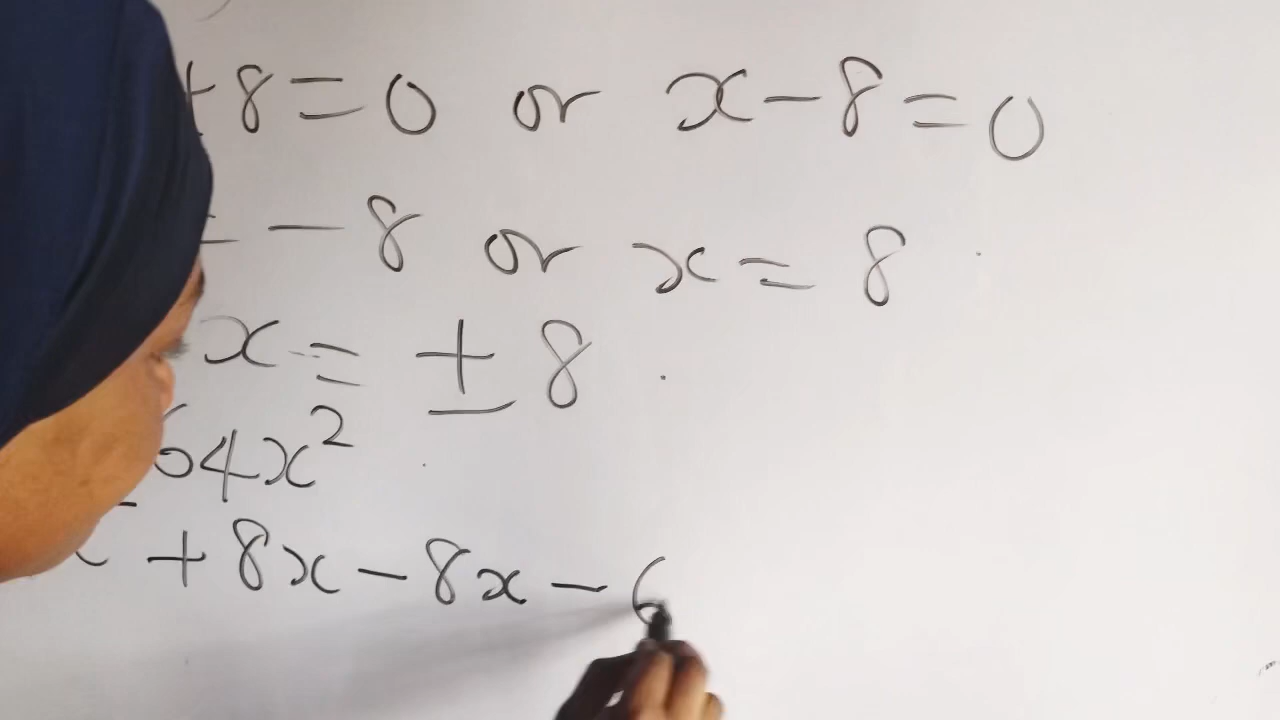 +8=0 or x-8=0
= -8 or x = 8
x = ± 8
64x²
+ 8x - 8x - 6